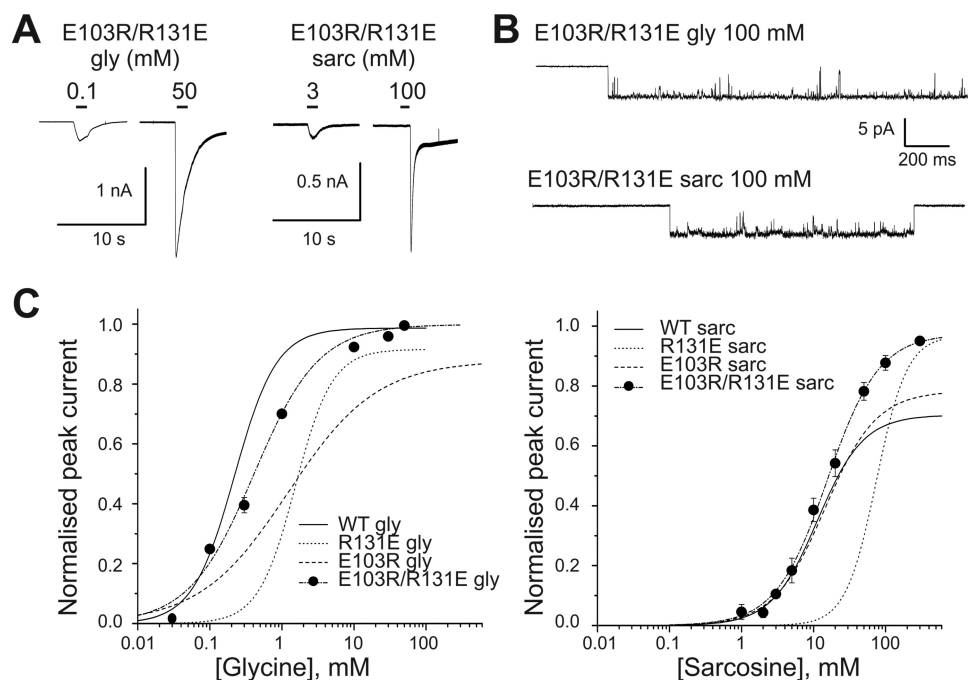 A
E103R/R131E
gly (mM)
0.1
50
1 nA
10 s
E103R/R131E
sarc (mM)
3
100
0.5 nA
10 s
B
E103R/R131E gly 100 mM
5 pA
200 ms
E103R/R131E sarc 100 mM
C
Normalised peak current
1.0
0.8
0.6
0.4
0.2
0.0
WT gly
R131E gly
E103R gly
E103R/R131E gly
0.01
0.1
1
10
100
[Glycine], mM
Normalised peak current
1.0
0.8
0.6
0.4
0.2
0.0
WT sarc
R131E sarc
E103R sarc
E103R/R131E sarc
0.01
0.1
1
10
100
[Sarcosine], mM